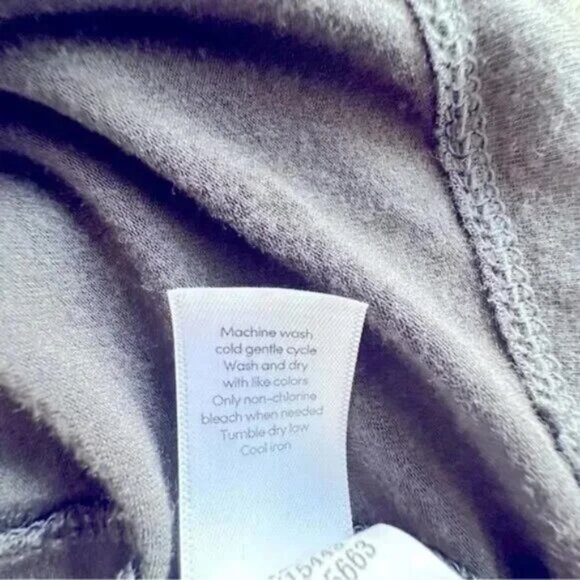 Machine wash
cold gentle cycle
Wash and dry
with like colors
Only non-chlorine
bleach when needed
Tumble dry low
Cool iron
5663